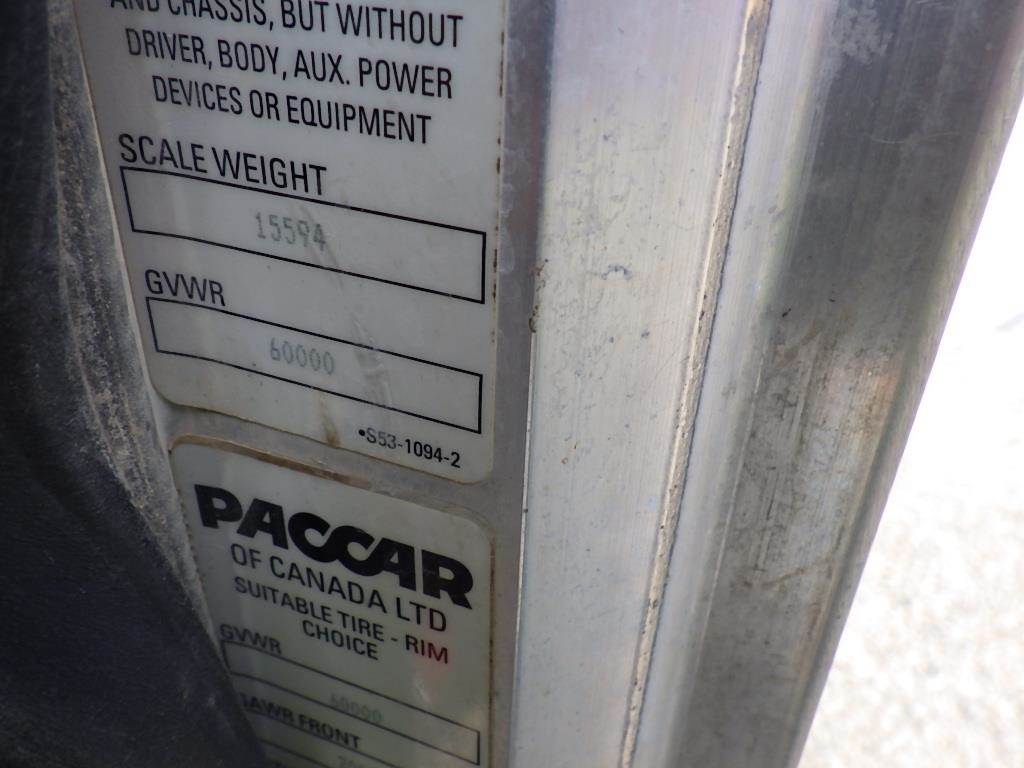 AND CHASSIS, BUT WITHOUT
DRIVER, BODY, AUX. POWER
DEVICES OR EQUIPMENT
SCALE WEIGHT
15594
GVWR
60000
•S53-1094-2
PACCAR
OF CANADA LTD
SUITABLE TIRE - RIM
CHOICE
GVWR
60000
GAWR FRONT